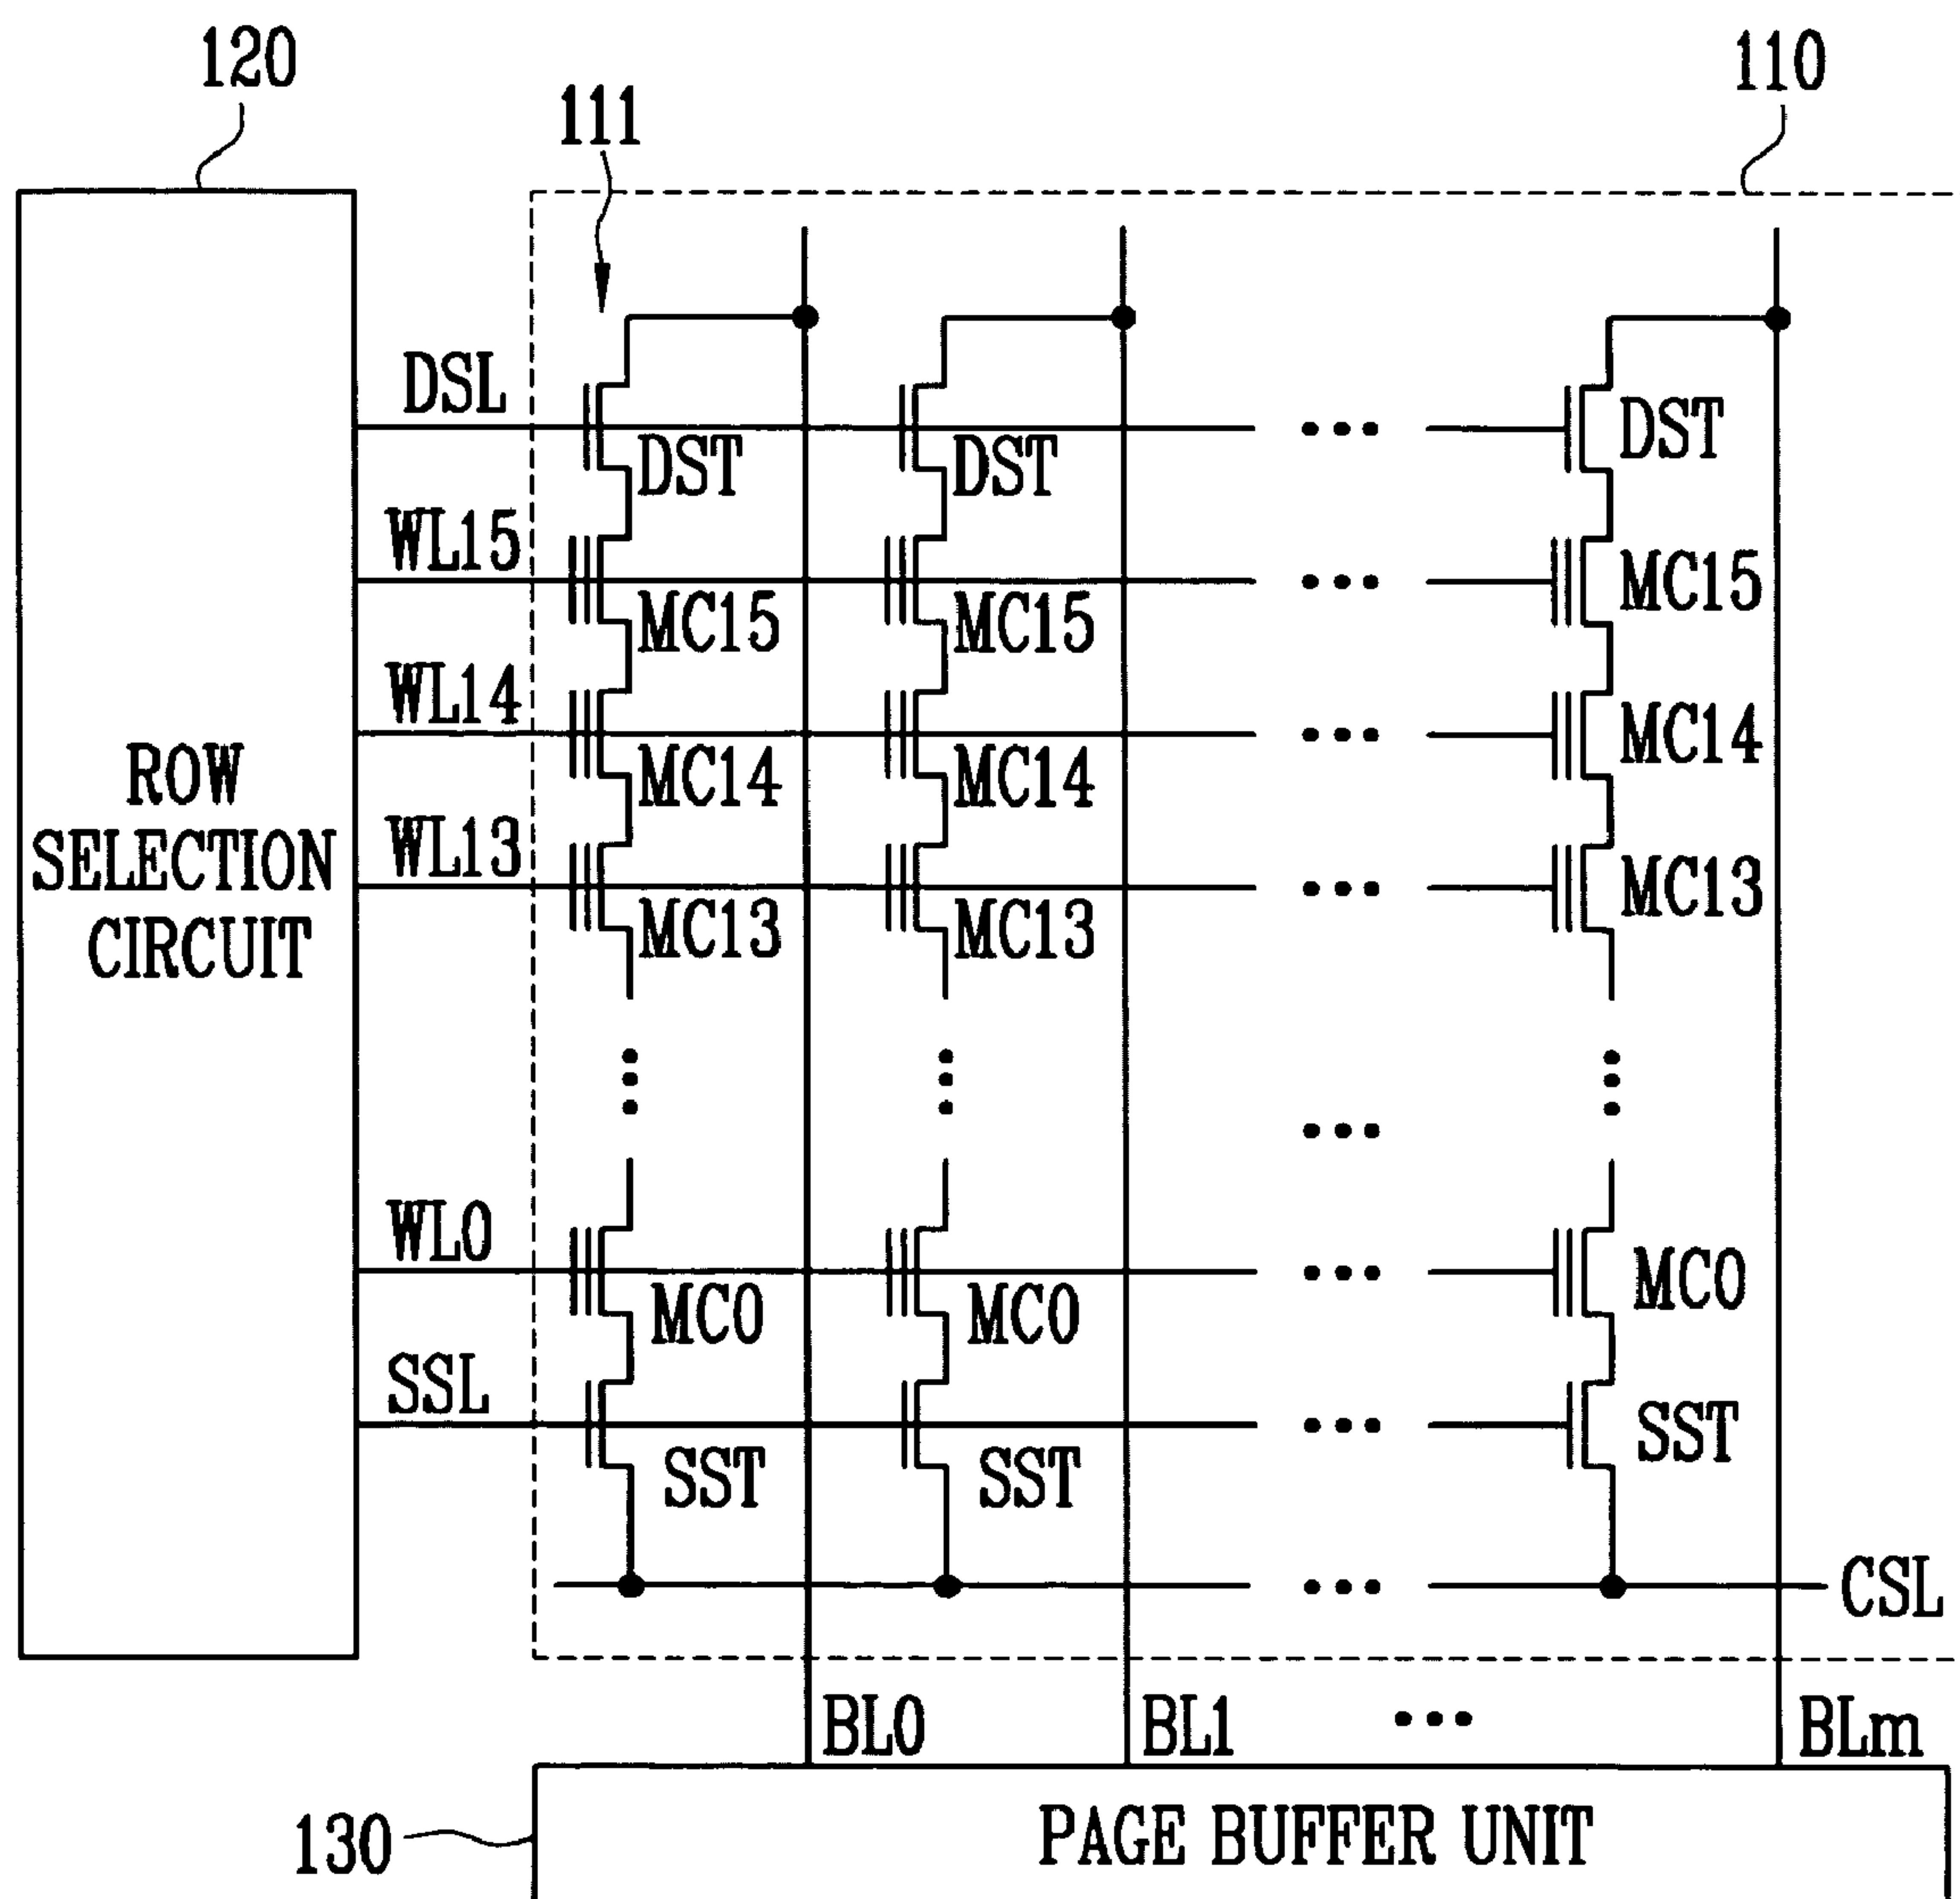 120
110
111
DSL
DST
DST
DST
WL15
MC15
MC15
MC15
WL14
MC14
MC14
MC14
ROW
SELECTION
CIRCUIT
WL13
MC13
MC13
MC13
•••
WL0
MC0
MC0
MC0
SSL
SST
SST
SST
CSL
BL0
BL1
•••
BLm
130
PAGE BUFFER UNIT